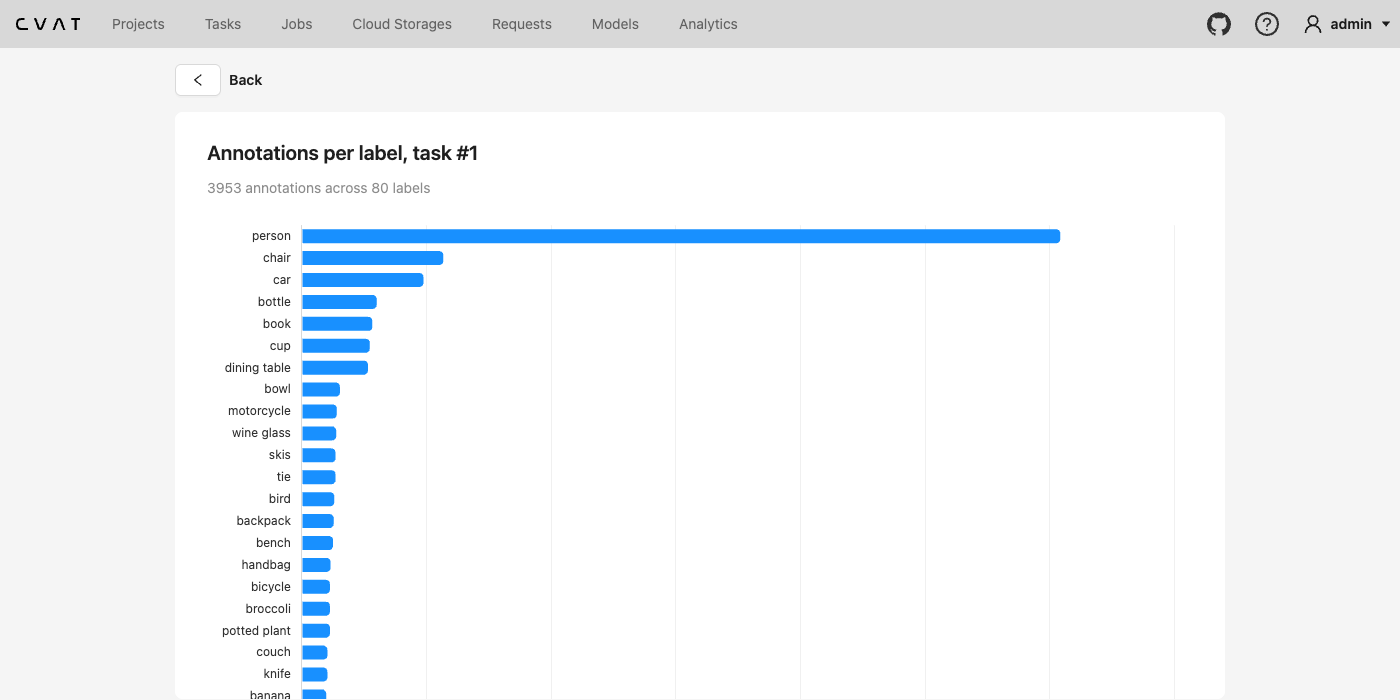 CVAT Projects Tasks Jobs Cloud Storages Requests Models Analytics admin
Back
Annotations per label, task #1
3953 annotations across 80 labels
person
chair
car
bottle
book
cup
dining table
bowl
motorcycle
wine glass
skis
tie
bird
backpack
bench
handbag
bicycle
broccoli
potted plant
couch
knife
banana